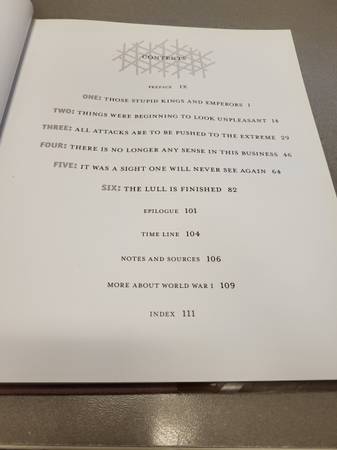 CONTENTS
PREFACE IX
ONE: THOSE STUPID KINGS AND EMPERORS 1
TWO: THINGS WERE BEGINNING TO LOOK UNPLEASANT 14
THREE: ALL ATTACKS ARE TO BE PUSHED TO THE EXTREME 29
FOUR: THERE IS NO LONGER ANY SENSE IN THIS BUSINESS 46
FIVE: IT WAS A SIGHT ONE WILL NEVER SEE AGAIN 64
SIX: THE LULL IS FINISHED 82
EPILOGUE 101
TIME LINE 104
NOTES AND SOURCES 106
MORE ABOUT WORLD WAR I 109
INDEX 111